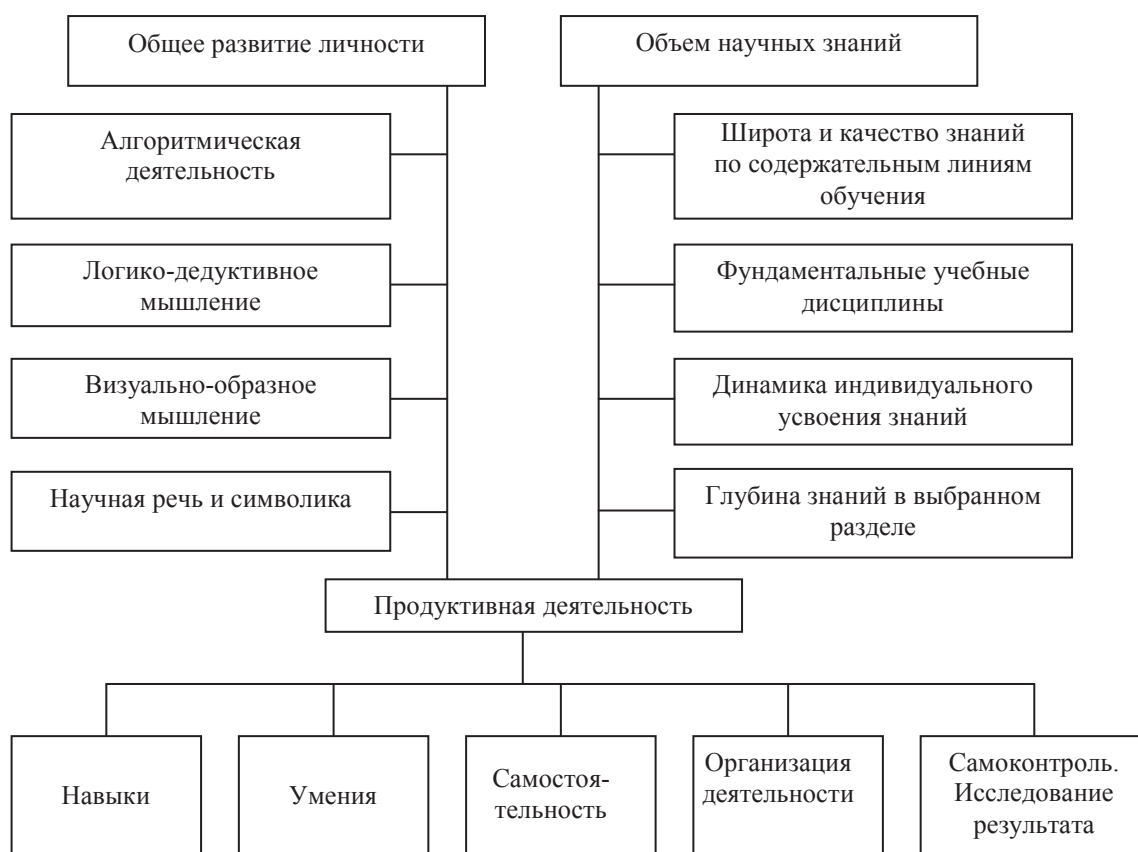 Общее развитие личности
Объем научных знаний
Алгоритмическая
деятельность
Широта и качество знаний
по содержательным линиям
обучения
Логико-дедуктивное
мышление
Фундаментальные учебные
дисциплины
Визуально-образное
мышление
Динамика индивидуального
усвоения знаний
Научная речь и символика
Глубина знаний в выбранном
разделе
Продуктивная деятельность
Навыки
Умения
Самостоя-
тельность
Организация
деятельности
Самоконтроль.
Исследование
результата